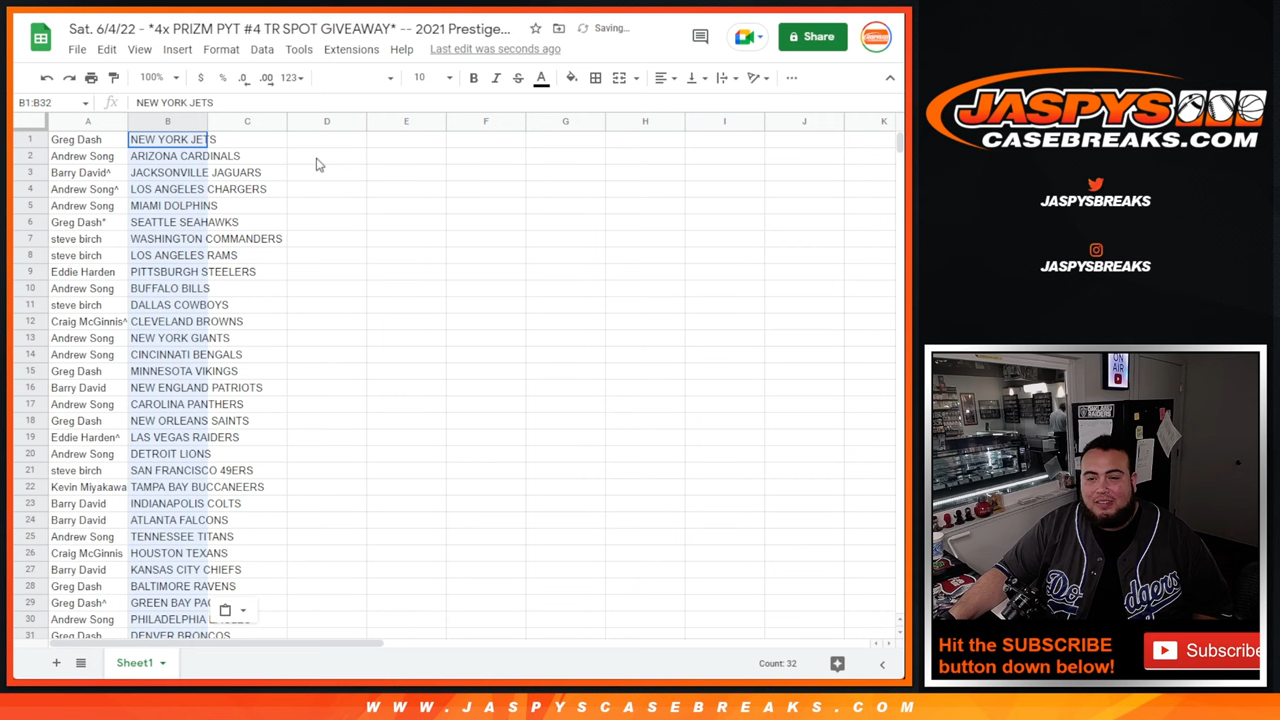 Sat. 6/4/22 - *4x PRIZM PYT #4 TR SPOT GIVEAWAY* -- 2021 Prestige...
Saving...
File Edit View Insert Format Data Tools Extensions Help Last edit was seconds ago
Share
100% $ % .0 .00 123 10 B I S A
B1:B32 fx NEW YORK JETS
A B C D E F G H I J K
1 Greg Dash NEW YORK JETS
2 Andrew Song ARIZONA CARDINALS
3 Barry David^ JACKSONVILLE JAGUARS
4 Andrew Song^ LOS ANGELES CHARGERS
5 Andrew Song MIAMI DOLPHINS
6 Greg Dash* SEATTLE SEAHAWKS
7 steve birch WASHINGTON COMMANDERS
8 steve birch LOS ANGELES RAMS
9 Eddie Harden PITTSBURGH STEELERS
10 Andrew Song BUFFALO BILLS
11 steve birch DALLAS COWBOYS
12 Craig McGinnis^ CLEVELAND BROWNS
13 Andrew Song NEW YORK GIANTS
14 Andrew Song CINCINNATI BENGALS
15 Greg Dash MINNESOTA VIKINGS
16 Barry David NEW ENGLAND PATRIOTS
17 Andrew Song CAROLINA PANTHERS
18 Greg Dash NEW ORLEANS SAINTS
19 Eddie Harden^ LAS VEGAS RAIDERS
20 Andrew Song DETROIT LIONS
21 steve birch SAN FRANCISCO 49ERS
22 Kevin Miyakawa TAMPA BAY BUCCANEERS
23 Barry David INDIANAPOLIS COLTS
24 Barry David ATLANTA FALCONS
25 Andrew Song TENNESSEE TITANS
26 Craig McGinnis HOUSTON TEXANS
27 Barry David KANSAS CITY CHIEFS
28 Greg Dash BALTIMORE RAVENS
29 Greg Dash^ GREEN BAY PAC
30 Andrew Song PHILADELPHIA
31 Greg Dash DENVER BRONCOS
Sheet1
Count: 32
JASPYS
CASEBREAKS.COM
JASPYSBREAKS
JASPYSBREAKS
ON
AIR
OAKLAND
RAIDERS
Dodgers
Hit the SUBSCRIBE
button down below!
Subscribe
WWW.JASPYSCASEBREAKS.COM